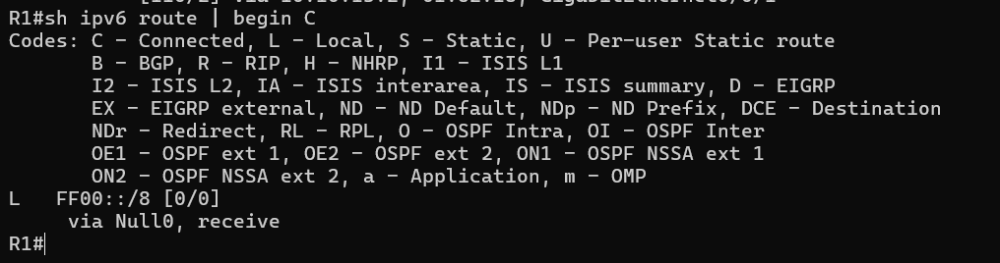 R1#sh ipv6 route | begin C
Codes: C - Connected, L - Local, S - Static, U - Per-user Static route
       B - BGP, R - RIP, H - NHRP, I1 - ISIS L1
       I2 - ISIS L2, IA - ISIS interarea, IS - ISIS summary, D - EIGRP
       EX - EIGRP external, ND - ND Default, NDp - ND Prefix, DCE - Destination
       NDr - Redirect, RL - RPL, O - OSPF Intra, OI - OSPF Inter
       OE1 - OSPF ext 1, OE2 - OSPF ext 2, ON1 - OSPF NSSA ext 1
       ON2 - OSPF NSSA ext 2, a - Application, m - OMP
L   FF00::/8 [0/0]
     via Null0, receive
R1#